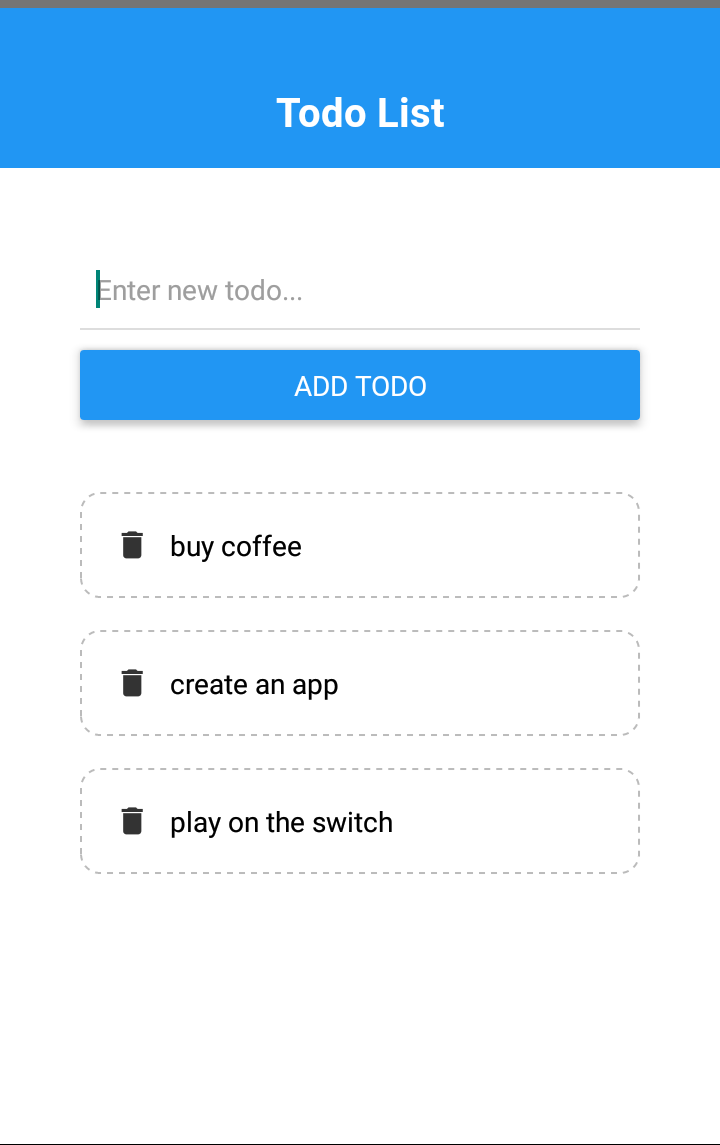 Todo List
Enter new todo...
ADD TODO
buy coffee
create an app
play on the switch